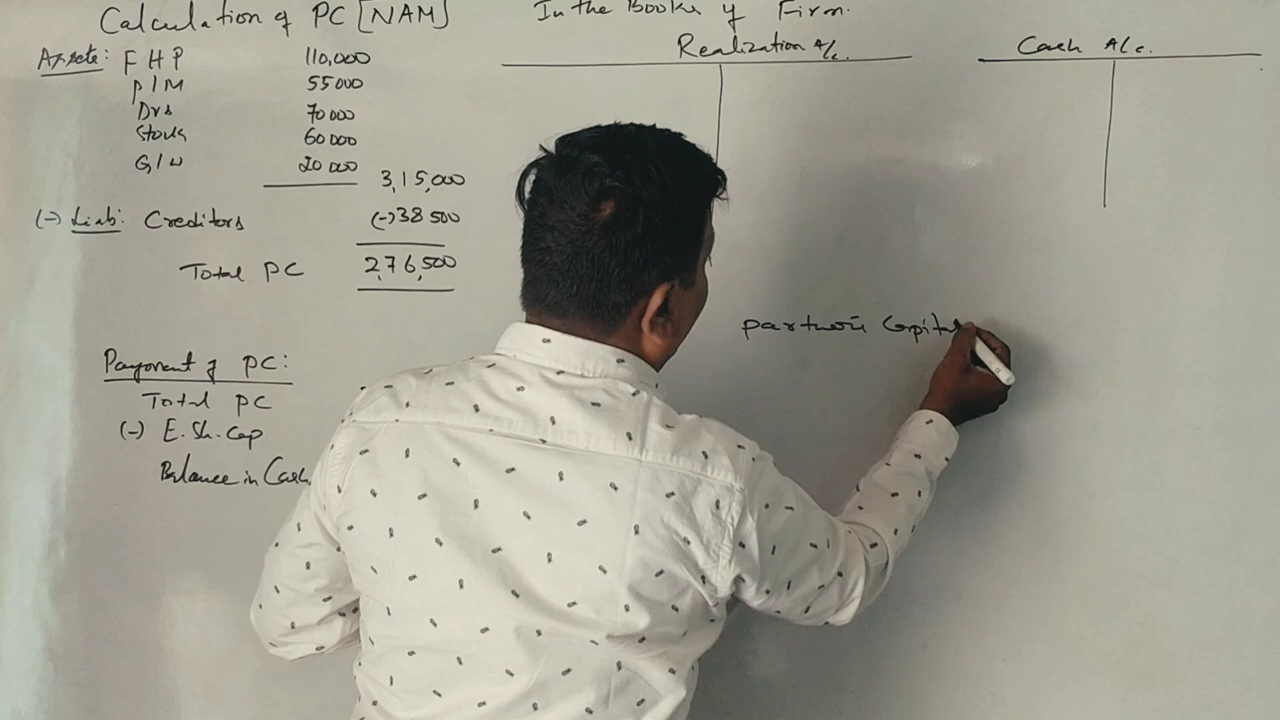 Calculation of PC [NAM]
Assets: F H P 110,000
P/M 55000
Drs 70000
Stock 60000
G/W 20000
3,15,000
(-) Liab: Creditors (-)38500
Total PC 2,76,500
Payment of PC:
Total PC
(-) E.Sh.Cap
Balance in Cash
In the Books of Firm.
Realization A/c.
Cash A/c.
partners Capital